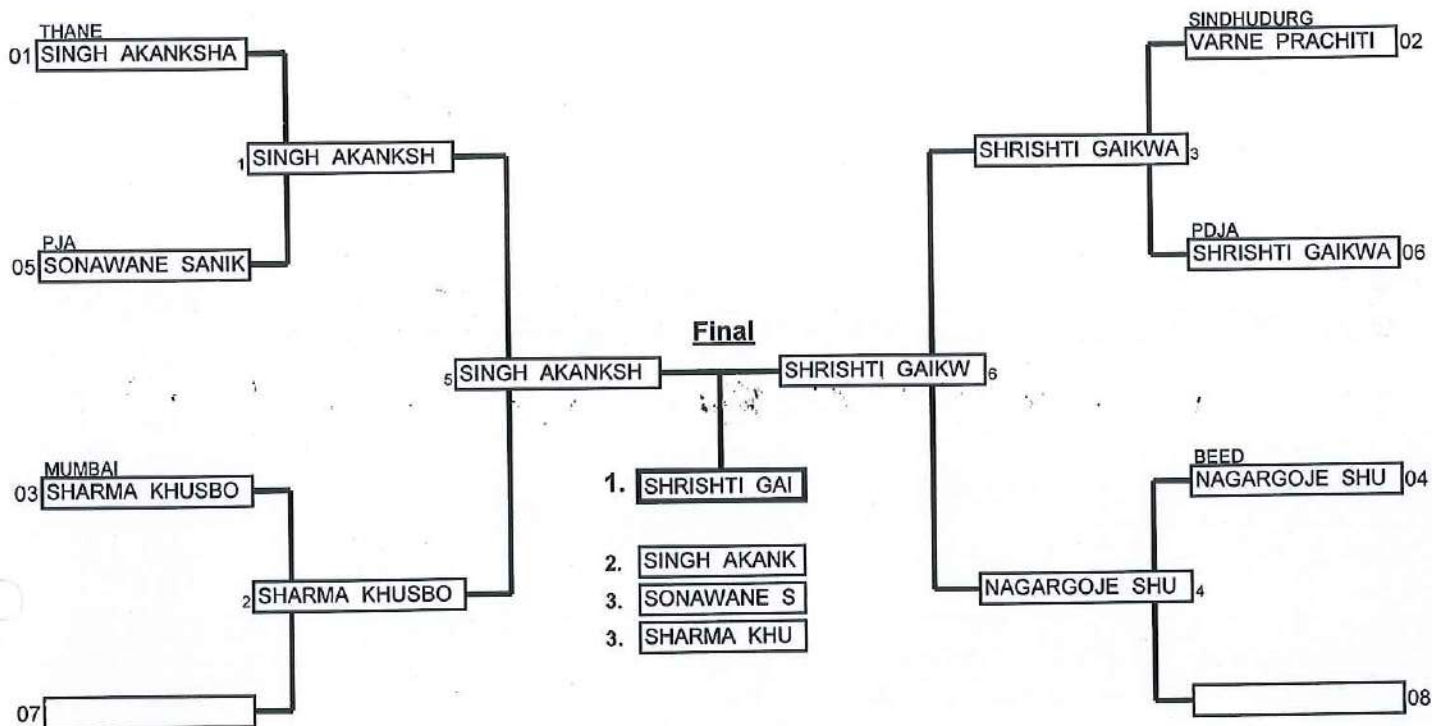 THANE
01 SINGH AKANKSHA
SINDHUDURG
VARNE PRACHITI 02
1 SINGH AKANKSH
SHRISHTI GAIKWA 3
PJA
05 SONAWANE SANIK
PDJA
SHRISHTI GAIKWA 06
Final
5 SINGH AKANKSH
SHRISHTI GAIKW 6
MUMBAI
03 SHARMA KHUSBO
1. SHRISHTI GAI
BEED
NAGARGOJE SHU 04
2 SHARMA KHUSBO
2. SINGH AKANK
3. SONAWANE S
3. SHARMA KHU
NAGARGOJE SHU 4
07
08